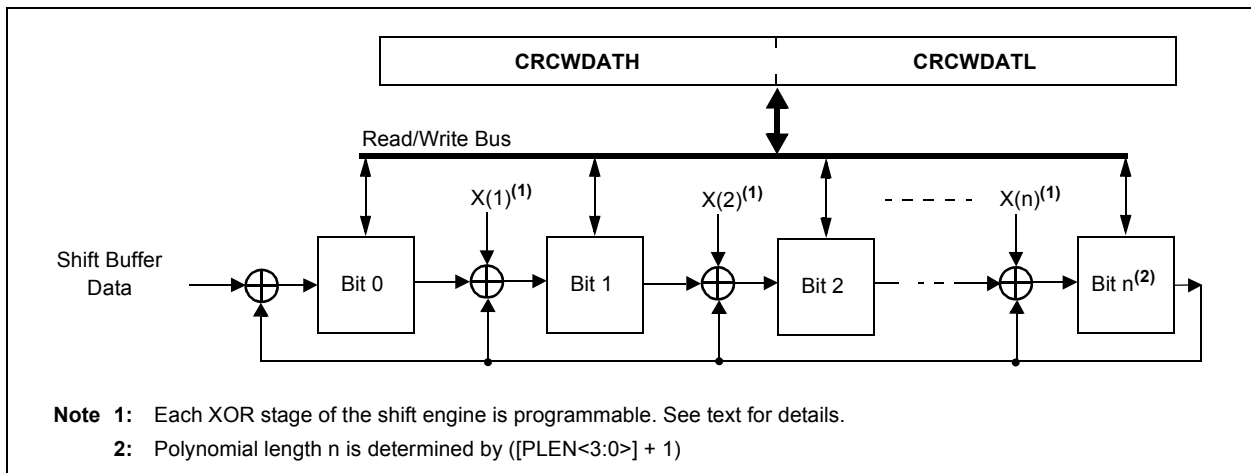 CRCWDATH CRCWDATL
Read/Write Bus
X(1)(1) X(2)(1) X(n)(1)
Shift Buffer
Data
Bit 0 Bit 1 Bit 2 Bit n(2)
Note 1: Each XOR stage of the shift engine is programmable. See text for details.
2: Polynomial length n is determined by ([PLEN<3:0>] + 1)